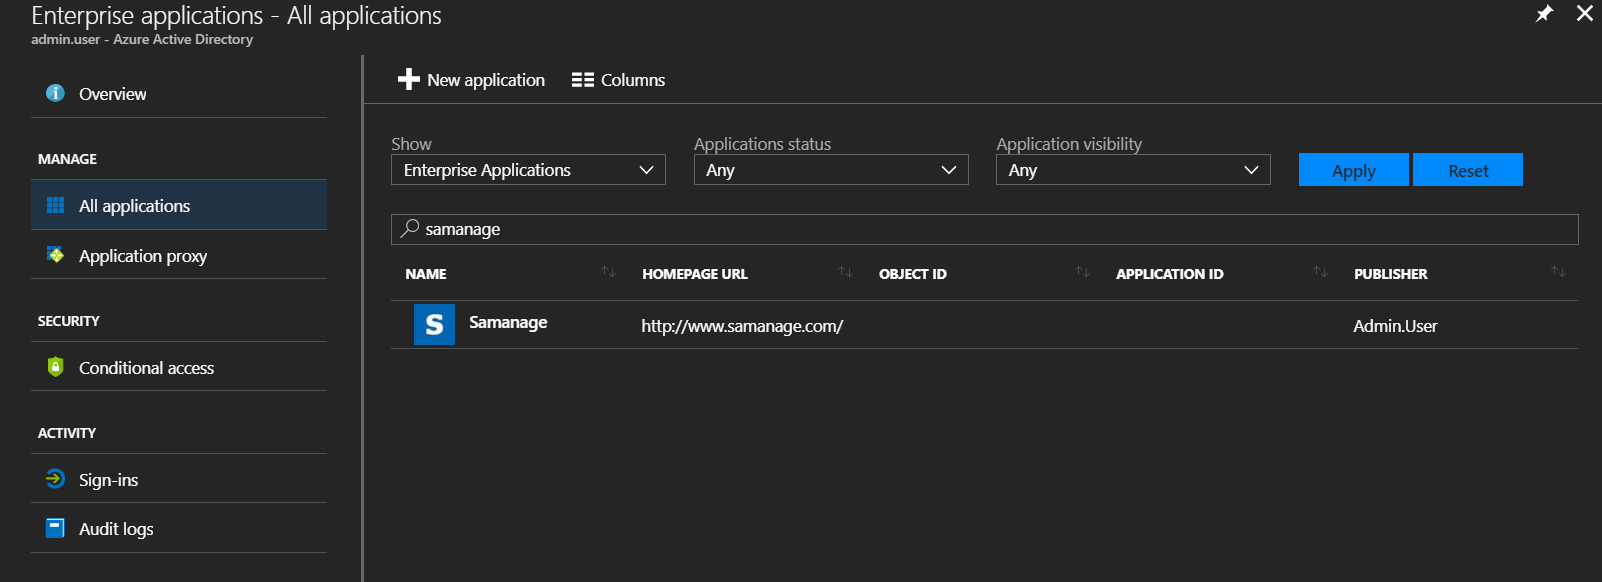 Enterprise applications - All applications
admin.user - Azure Active Directory
Overview
MANAGE
All applications
Application proxy
SECURITY
Conditional access
ACTIVITY
Sign-ins
Audit logs
New application Columns
Show Applications status Application visibility
Enterprise Applications Any Any Apply Reset
samanage
NAME HOMEPAGE URL OBJECT ID APPLICATION ID PUBLISHER
S Samanage http://www.samanage.com/ Admin.User